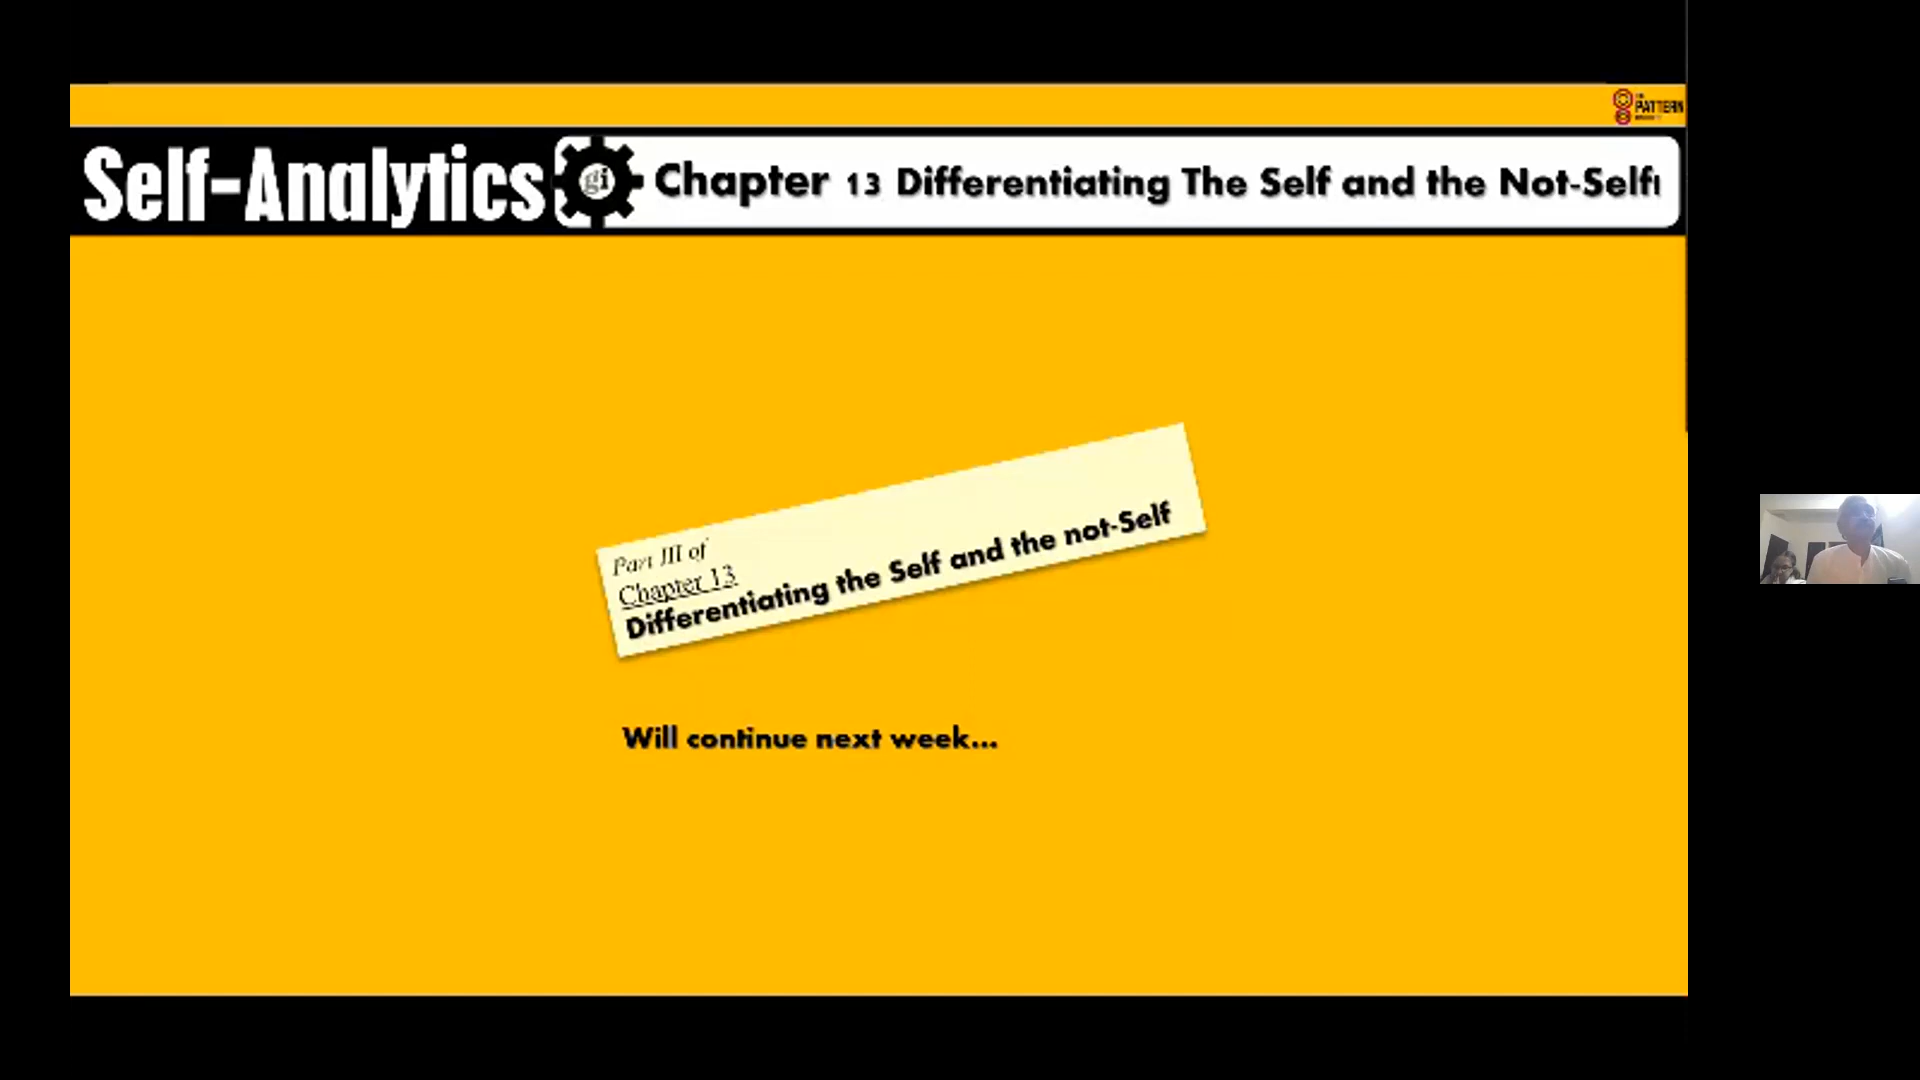 PATTERN
Self-Analytics
gi
Chapter 13 Differentiating The Self and the Not-Self
Part III of
Chapter 13
Differentiating the Self and the not-Self
Will continue next week...